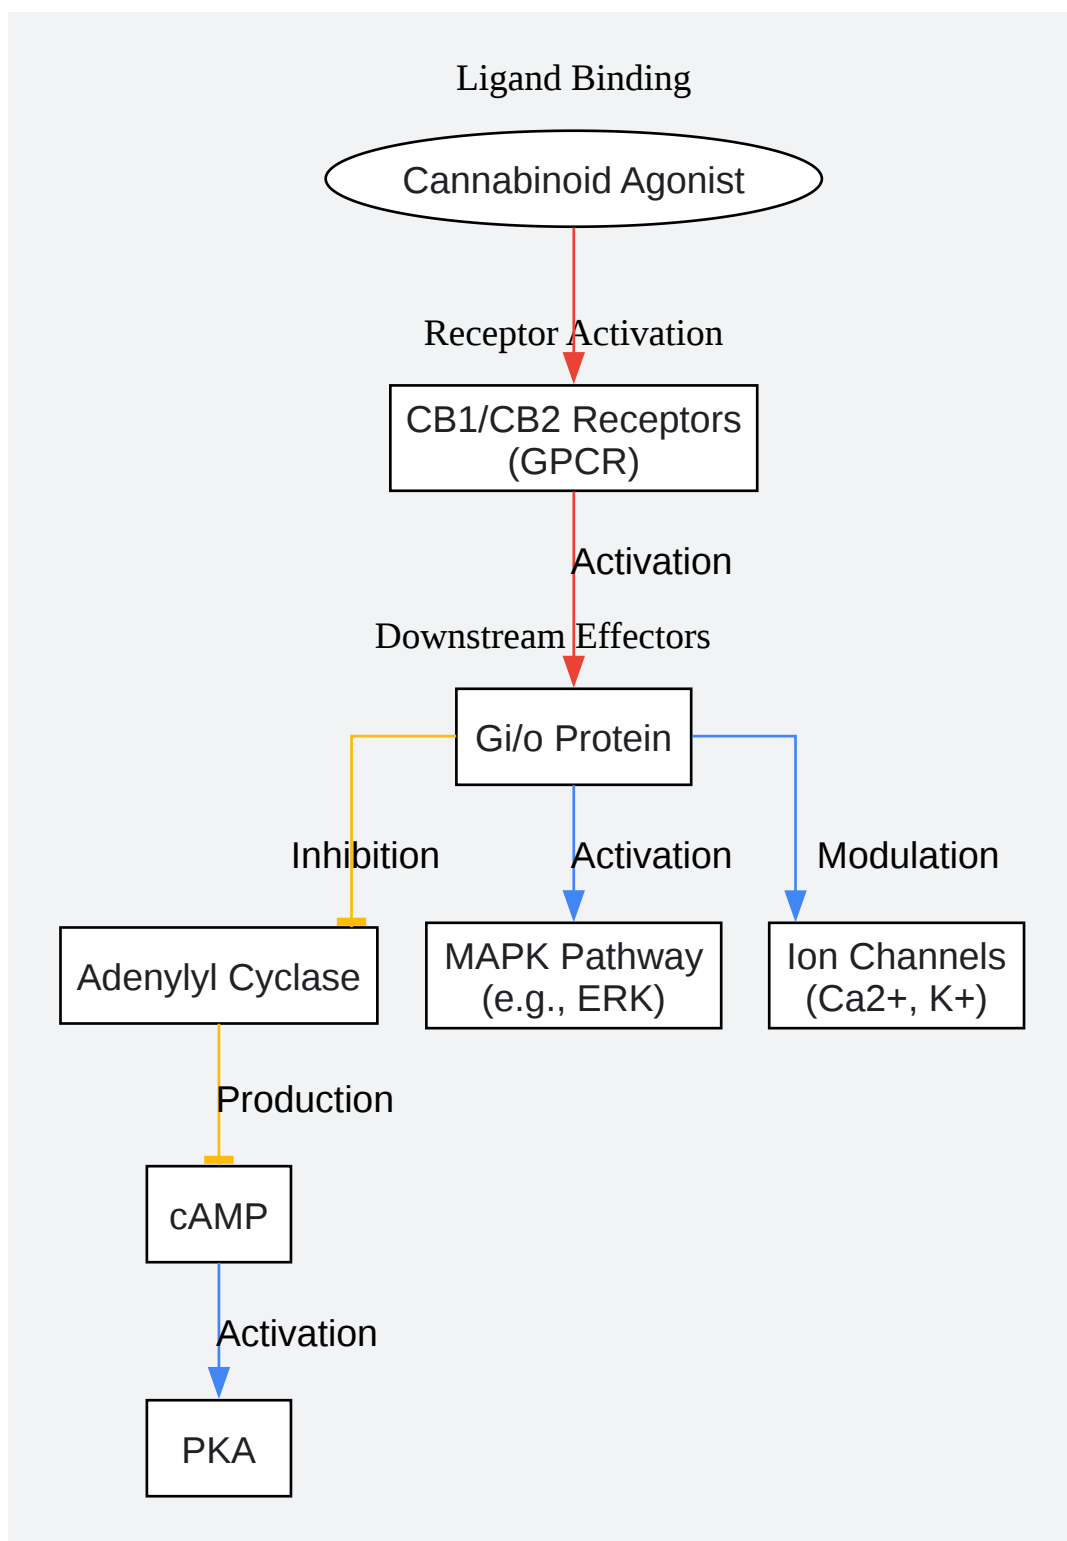 Ligand Binding
Cannabinoid Agonist
Receptor Activation
CB1/CB2 Receptors
(GPCR)
Activation
Downstream Effectors
Gi/o Protein
Inhibition
Activation
Modulation
Adenylyl Cyclase
MAPK Pathway
(e.g., ERK)
Ion Channels
(Ca2+, K+)
Production
cAMP
Activation
PKA